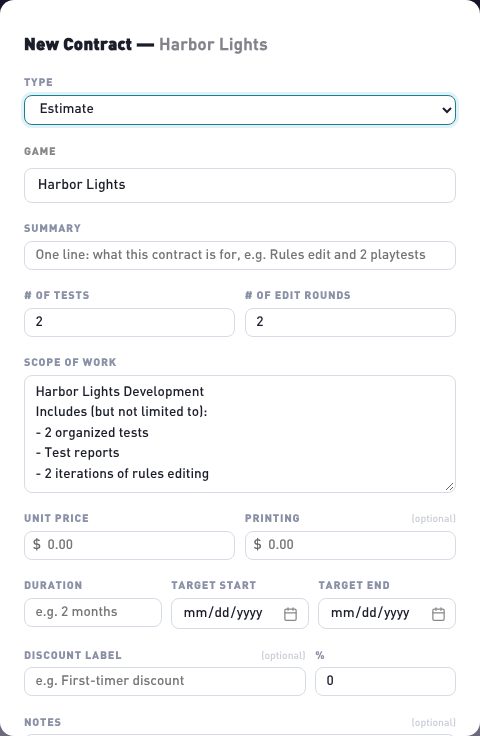 New Contract — Harbor Lights
TYPE
Estimate
GAME
Harbor Lights
SUMMARY
One line: what this contract is for, e.g. Rules edit and 2 playtests
# OF TESTS
# OF EDIT ROUNDS
2
2
SCOPE OF WORK
Harbor Lights Development
Includes (but not limited to):
- 2 organized tests
- Test reports
- 2 iterations of rules editing
UNIT PRICE
PRINTING (optional)
$ 0.00
$ 0.00
DURATION
TARGET START
TARGET END
e.g. 2 months
mm/dd/yyyy
mm/dd/yyyy
DISCOUNT LABEL (optional)
%
e.g. First-timer discount
0
NOTES (optional)